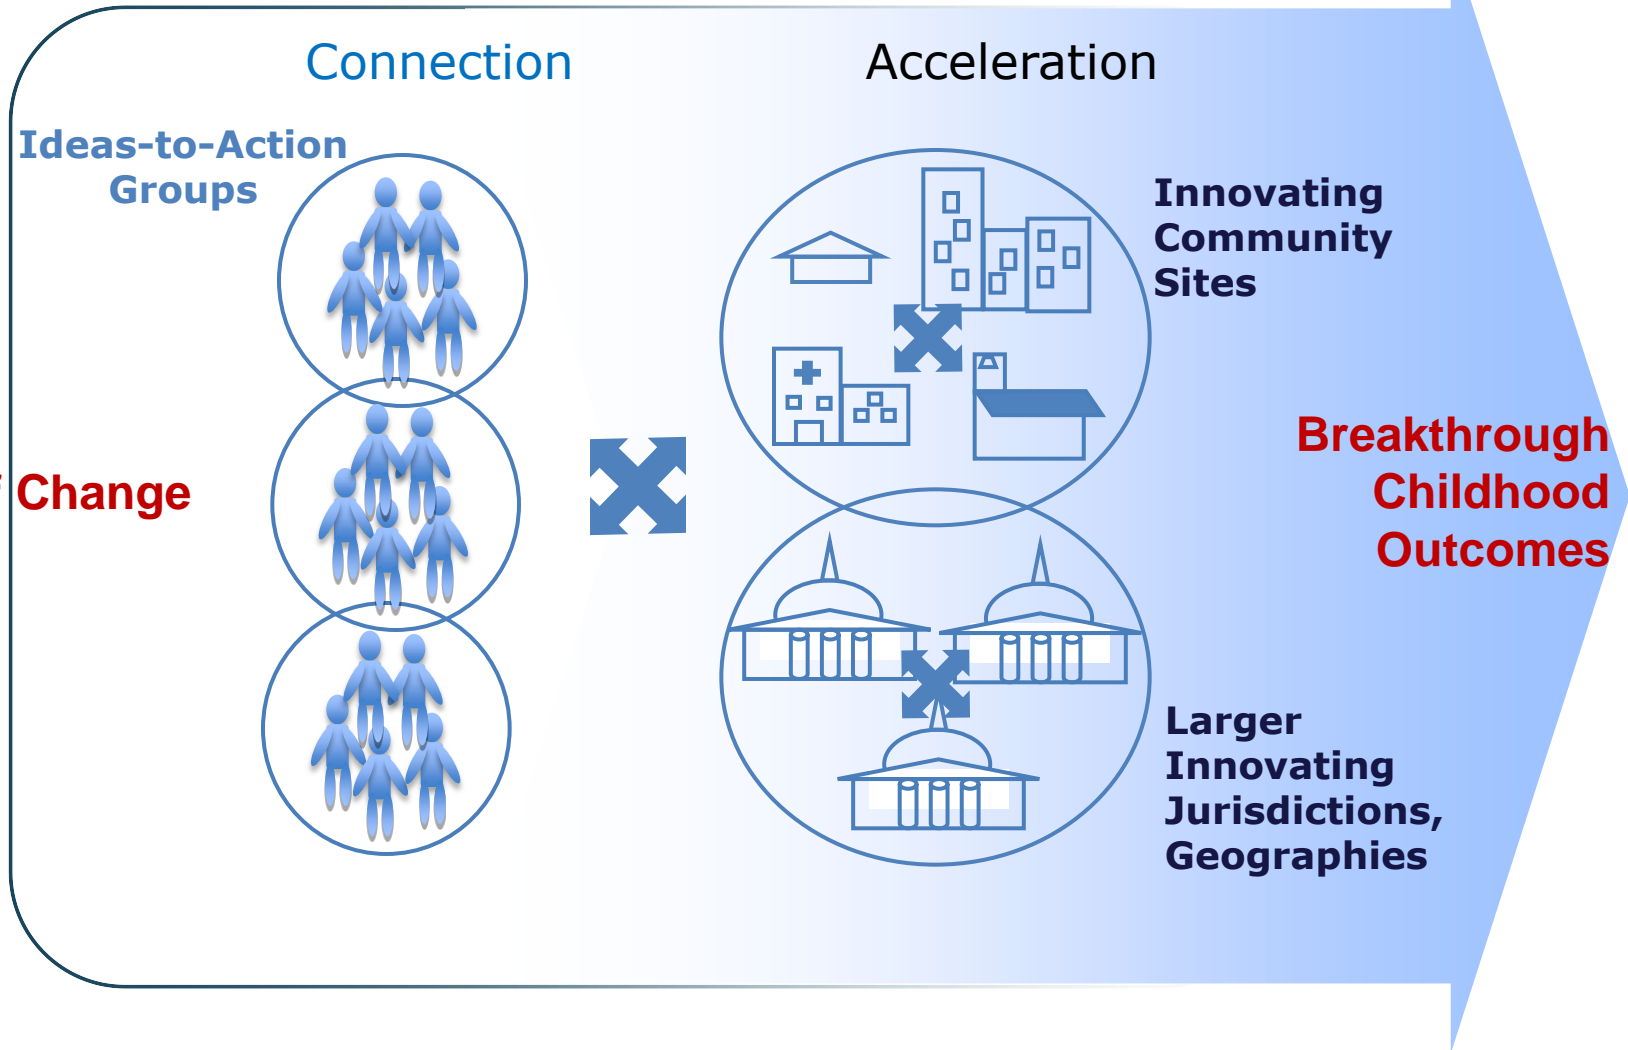 Connection
Acceleration
Ideas-to-Action
Groups
Innovating
Community
Sites
Change
Breakthrough
Childhood
Outcomes
Larger
Innovating
Jurisdictions,
Geographies